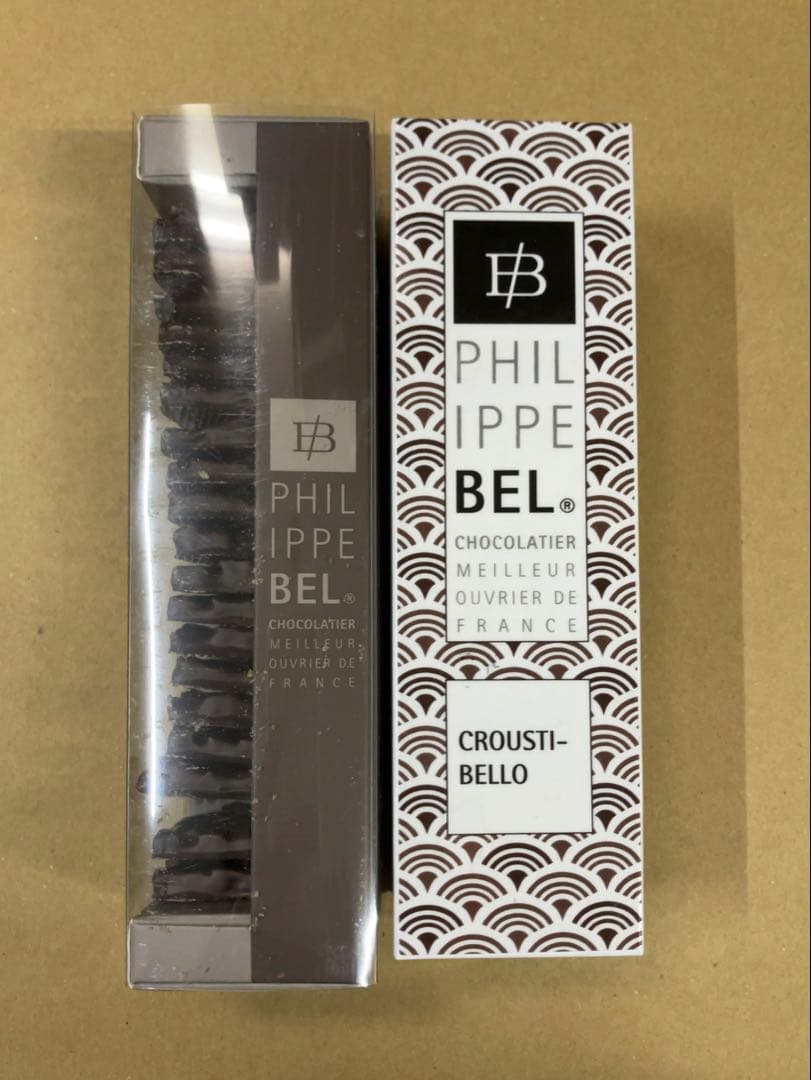 PHIL
IPPE
BEL®
CHOCOLATIER
MEILLEUR
OUVRIER DE
FRANCE
PHIL
IPPE
BEL®
CHOCOLATIER
MEILLEUR
OUVRIER DE
FRANCE
CROUSTI-
BELLO